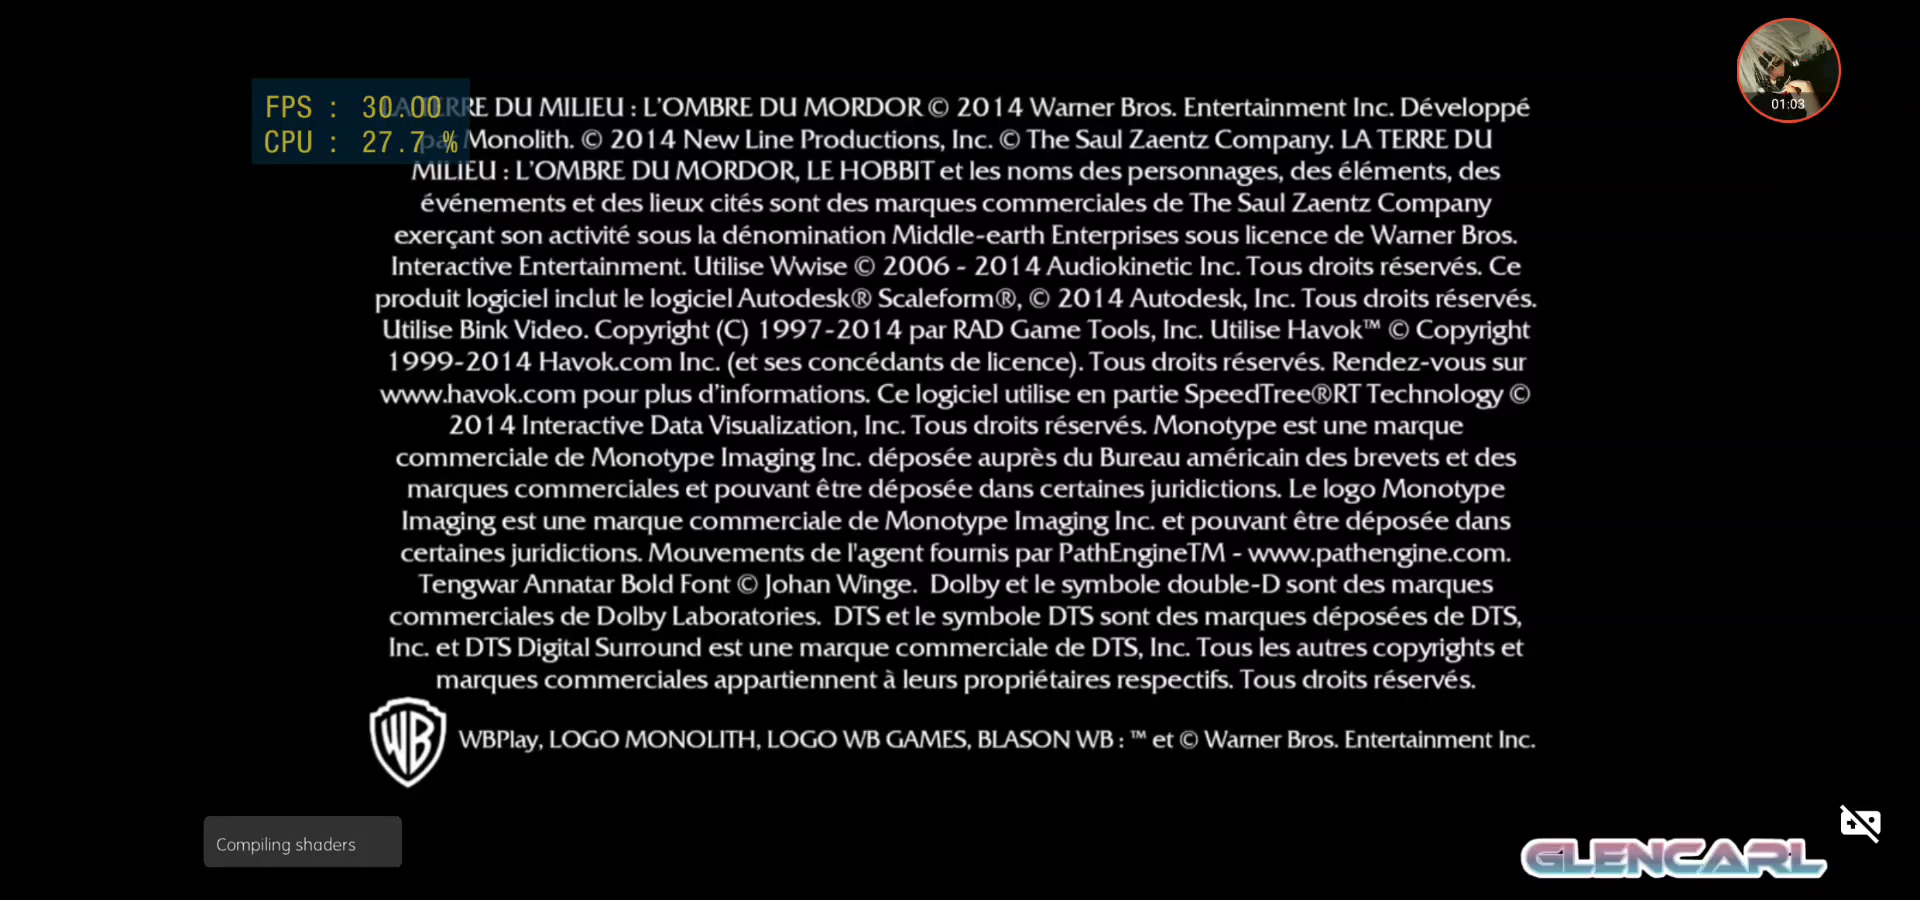 FPS : 30.00
CPU : 27.7 %
01:03
LA TERRE DU MILIEU : L'OMBRE DU MORDOR © 2014 Warner Bros. Entertainment Inc. Développé
par Monolith. © 2014 New Line Productions, Inc. © The Saul Zaentz Company. LA TERRE DU
MILIEU : L'OMBRE DU MORDOR, LE HOBBIT et les noms des personnages, des éléments, des
événements et des lieux cités sont des marques commerciales de The Saul Zaentz Company
exerçant son activité sous la dénomination Middle-earth Enterprises sous licence de Warner Bros.
Interactive Entertainment. Utilise Wwise © 2006 - 2014 Audiokinetic Inc. Tous droits réservés. Ce
produit logiciel inclut le logiciel Autodesk® Scaleform®, © 2014 Autodesk, Inc. Tous droits réservés.
Utilise Bink Video. Copyright (C) 1997-2014 par RAD Game Tools, Inc. Utilise Havok™ © Copyright
1999-2014 Havok.com Inc. (et ses concédants de licence). Tous droits réservés. Rendez-vous sur
www.havok.com pour plus d'informations. Ce logiciel utilise en partie SpeedTree®RT Technology ©
2014 Interactive Data Visualization, Inc. Tous droits réservés. Monotype est une marque
commerciale de Monotype Imaging Inc. déposée auprès du Bureau américain des brevets et des
marques commerciales et pouvant être déposée dans certaines juridictions. Le logo Monotype
Imaging est une marque commerciale de Monotype Imaging Inc. et pouvant être déposée dans
certaines juridictions. Mouvements de l'agent fournis par PathEngineTM - www.pathengine.com.
Tengwar Annatar Bold Font © Johan Winge. Dolby et le symbole double-D sont des marques
commerciales de Dolby Laboratories. DTS et le symbole DTS sont des marques déposées de DTS,
Inc. et DTS Digital Surround est une marque commerciale de DTS, Inc. Tous les autres copyrights et
marques commerciales appartiennent à leurs propriétaires respectifs. Tous droits réservés.
WB
WBPlay, LOGO MONOLITH, LOGO WB GAMES, BLASON WB : ™ et © Warner Bros. Entertainment Inc.
Compiling shaders
GLENCARL